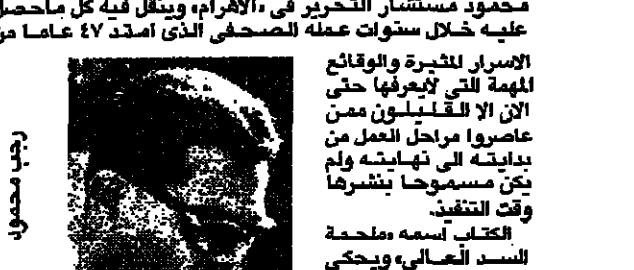 محمود مستشار التحرير في «الأهرام» وينقل فيه كل ماحصل
عليه خلال سنوات عمله الصحفي الذي امتد ٤٧ عاما من
الاسرار المثيرة والوقائع
المهمة التي لايعرفها حتى
الان الا القليلون ممن
عاصروا مراحل العمل من
بدايته الى نهايته ولم
يكن مسموحا بنشرها
وقت التنفيذ.
الكتاب اسمه «ملحمة
السد العالي» ويحكي
رجب محمود